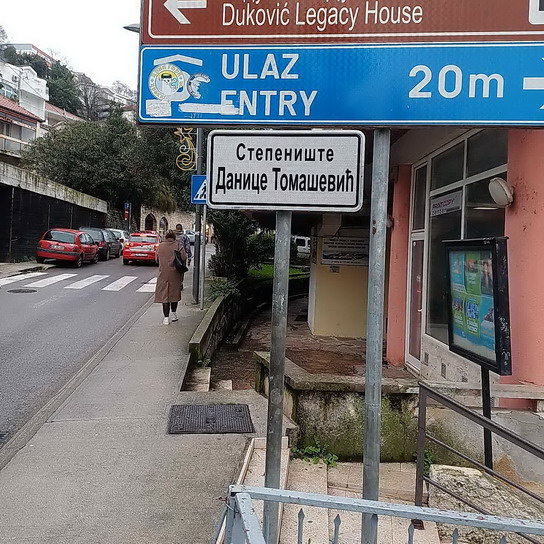 Duković Legacy House
ULAZ
ENTRY
20m
Степениште
Данице Томашевић